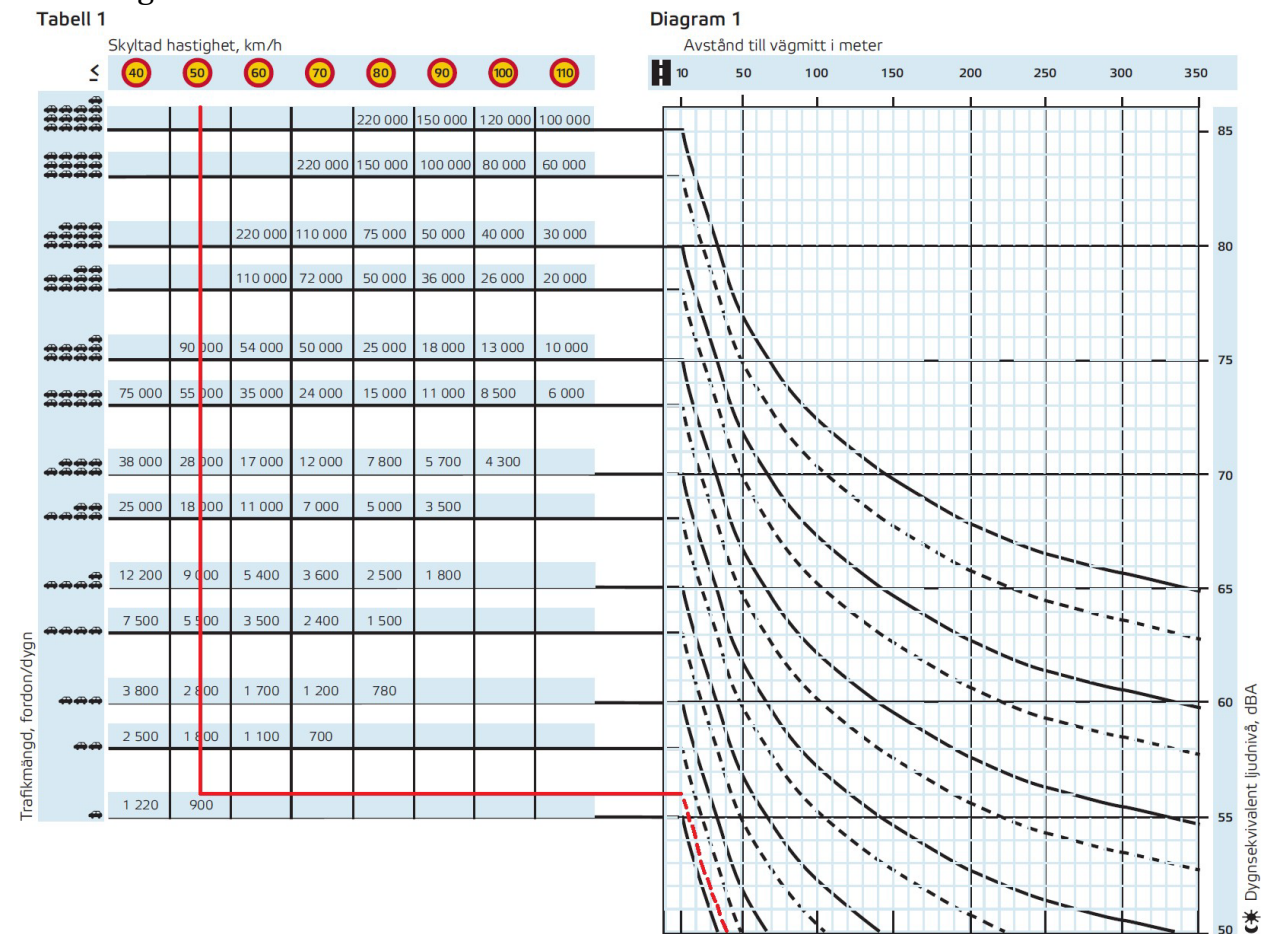 Tabell 1
Diagram 1
Skyltad hastighet, km/h
Avstånd till vägmitt i meter
≤ 40 50 60 70 80 90 100 110
10 50 100 150 200 250 300 350
220 000 150 000 120 000 100 000
220 000 150 000 100 000 80 000 60 000
220 000 110 000 75 000 50 000 40 000 30 000
110 000 72 000 50 000 36 000 26 000 20 000
90 000 54 000 50 000 25 000 18 000 13 000 10 000
75 000 55 000 35 000 24 000 15 000 11 000 8 500 6 000
38 000 28 000 17 000 12 000 7 800 5 700 4 300
25 000 18 000 11 000 7 000 5 000 3 500
12 200 9 000 5 400 3 600 2 500 1 800
7 500 5 500 3 500 2 400 1 500
3 800 2 800 1 700 1 200 780
2 500 1 800 1 100 700
1 220 900
Trafikmängd, fordon/dygn
85
80
75
70
65
60
55
50
Dygnsekvivalent ljudnivå, dBA